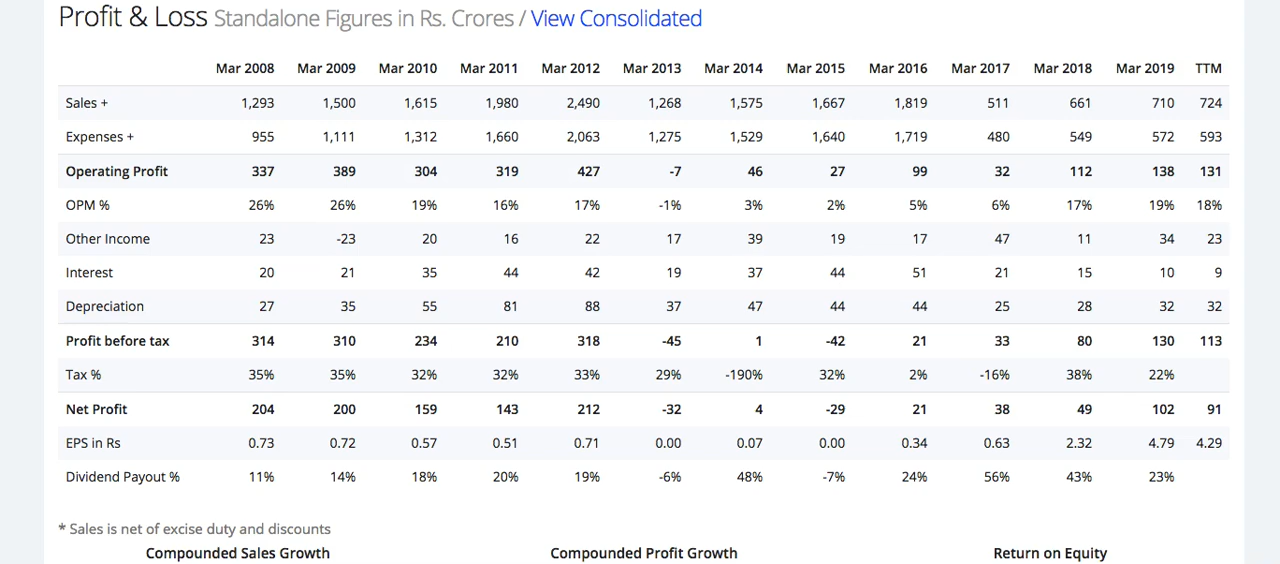 Profit & Loss Standalone Figures in Rs. Crores / View Consolidated
Mar 2008 Mar 2009 Mar 2010 Mar 2011 Mar 2012 Mar 2013 Mar 2014 Mar 2015 Mar 2016 Mar 2017 Mar 2018 Mar 2019 TTM
Sales + 1,293 1,500 1,615 1,980 2,490 1,268 1,575 1,667 1,819 511 661 710 724
Expenses + 955 1,111 1,312 1,660 2,063 1,275 1,529 1,640 1,719 480 549 572 593
Operating Profit 337 389 304 319 427 -7 46 27 99 32 112 138 131
OPM % 26% 26% 19% 16% 17% -1% 3% 2% 5% 6% 17% 19% 18%
Other Income 23 -23 20 16 22 17 39 19 17 47 11 34 23
Interest 20 21 35 44 42 19 37 44 51 21 15 10 9
Depreciation 27 35 55 81 88 37 47 44 44 25 28 32 32
Profit before tax 314 310 234 210 318 -45 1 -42 21 33 80 130 113
Tax % 35% 35% 32% 32% 33% 29% -190% 32% 2% -16% 38% 22%
Net Profit 204 200 159 143 212 -32 4 -29 21 38 49 102 91
EPS in Rs 0.73 0.72 0.57 0.51 0.71 0.00 0.07 0.00 0.34 0.63 2.32 4.79 4.29
Dividend Payout % 11% 14% 18% 20% 19% -6% 48% -7% 24% 56% 43% 23%
* Sales is net of excise duty and discounts
Compounded Sales Growth Compounded Profit Growth Return on Equity